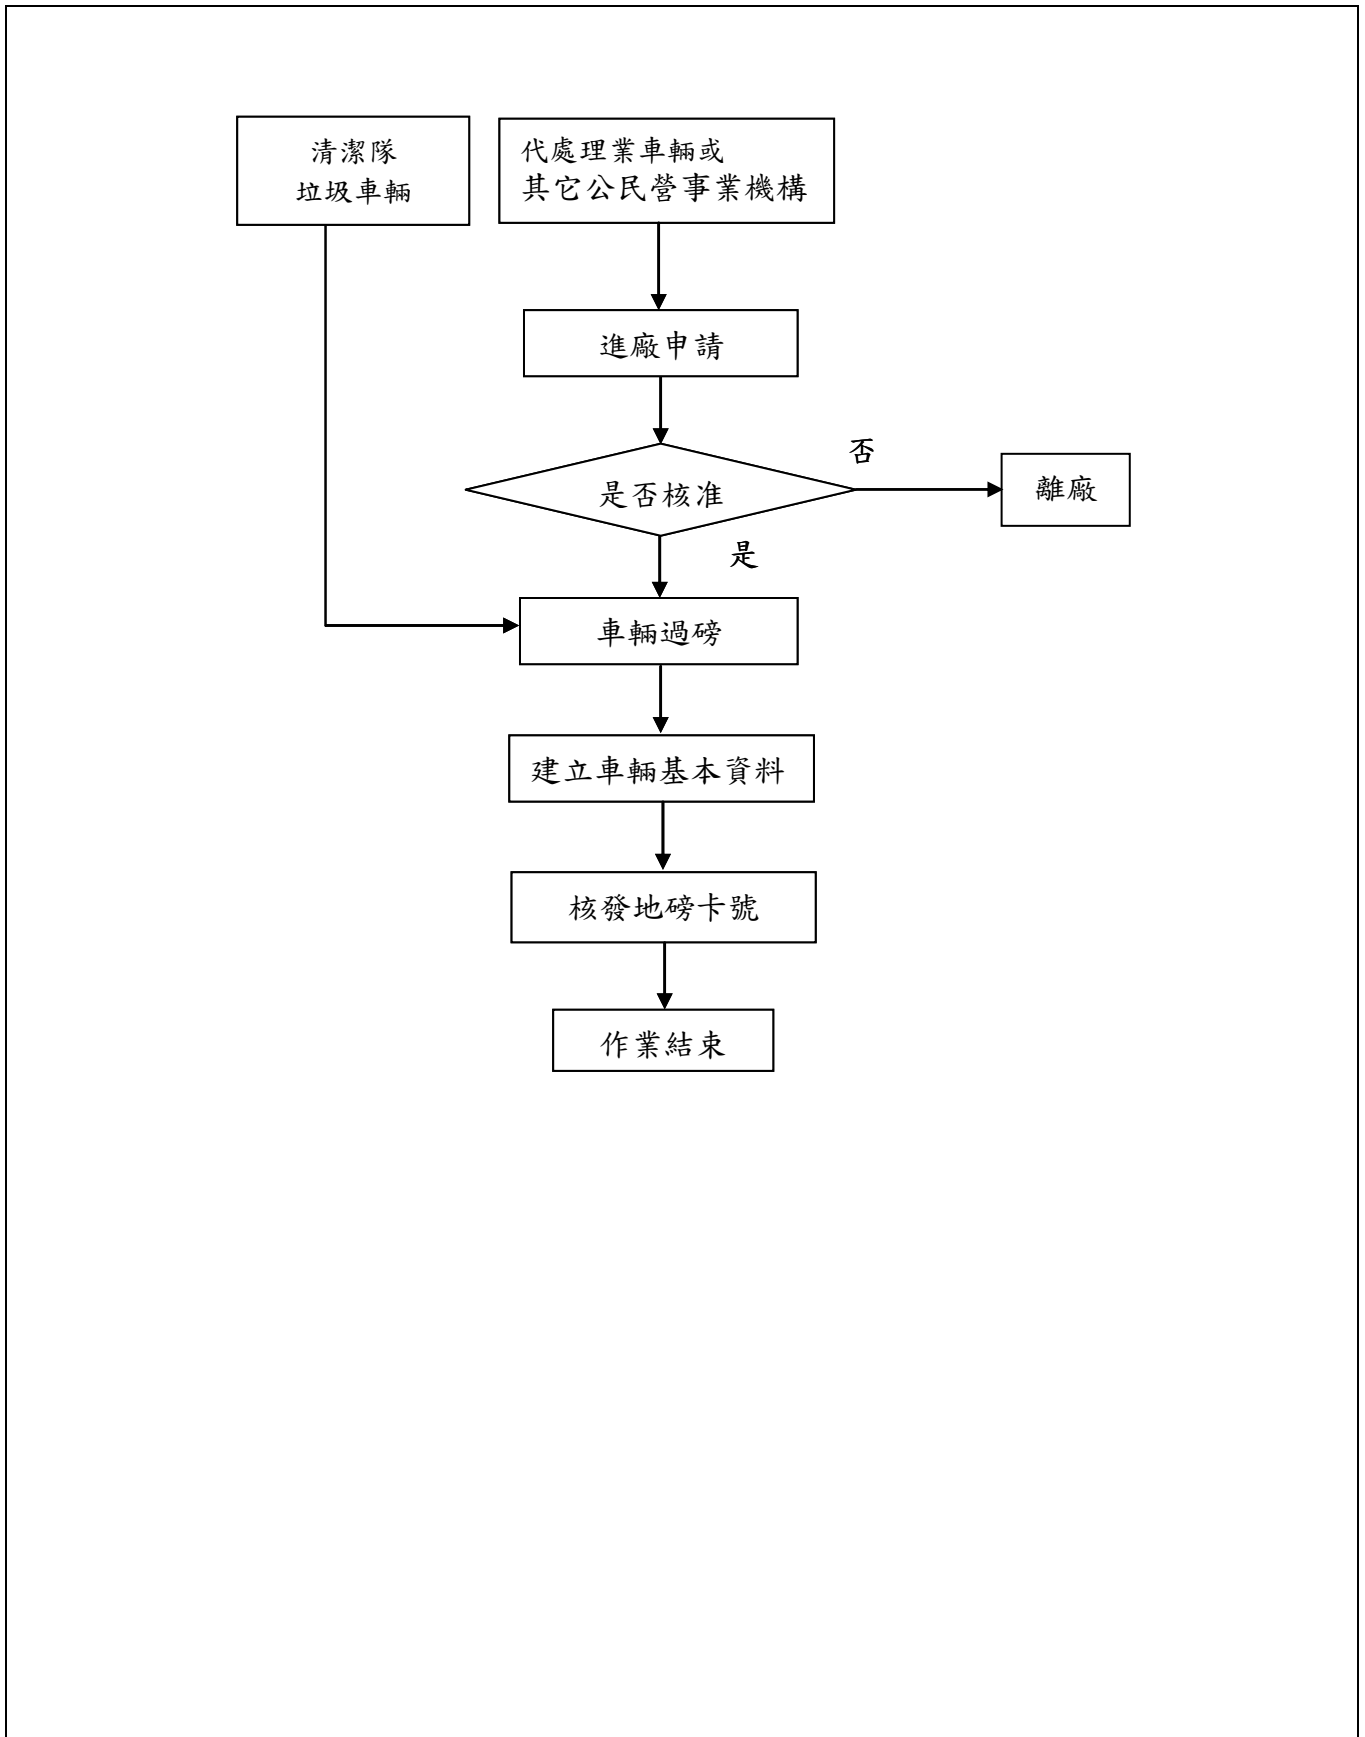 清潔隊
垃圾車輛
代處理業車輛或
其它公民營事業機構
進廠申請
是否核准
否
離廠
是
車輛過磅
建立車輛基本資料
核發地磅卡號
作業結束